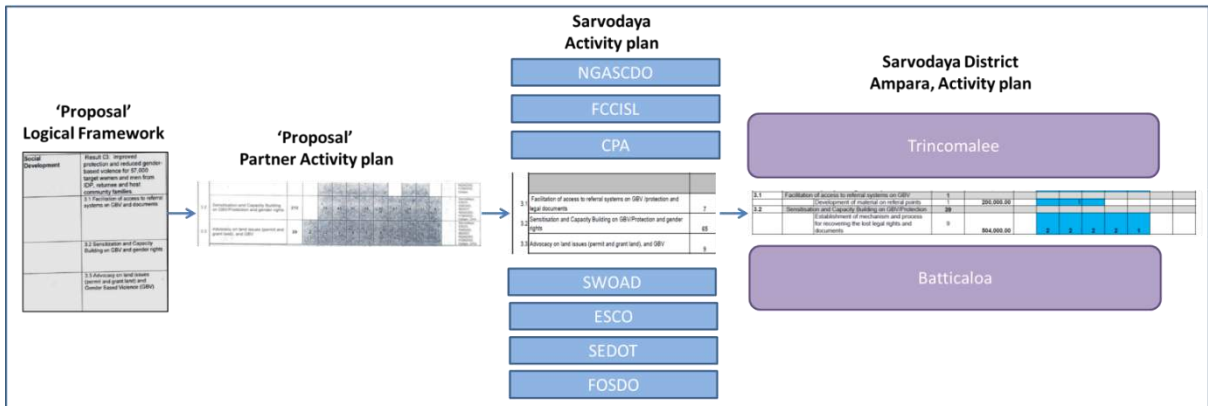 'Proposal'
Logical Framework
Social
Development
Result C3: Improved
protection and reduced gender-
based violence for
target women and men from
IDP, returnee and host
community families
3.1 Facilitation of access to referral
systems on GBV and documents
3.2 Sensitisation and Capacity
Building on GBV and gender rights
3.3 Advocacy on land issues
(permit and grant land) and
Gender Based Violence (GBV)
'Proposal'
Partner Activity plan
Sensitisation and Capacity Building
on GBV/Protection and gender rights
Advocacy on land issues (permit and
grant land), and GBV
Sarvodaya
Activity plan
NGASCDO
FCCISL
CPA
3.1 Facilitation of access to referral systems on GBV /protection and
legal documents 7
3.2 Sensitisation and Capacity Building on GBV/Protection and gender
rights 65
3.3 Advocacy on land issues (permit and grant land), and GBV 9
SWOAD
ESCO
SEDOT
FOSDO
Sarvodaya District
Ampara, Activity plan
Trincomalee
3.1 Facilitation of access to referral systems on GBV 1
Development of material on referal points 1 200,000.00 1
3.2 Sensitisation and Capacity Building on GBV/Protection 20
Establishment of mechanism and process
for recovering the lost legal rights and
documents 504,000.00
Batticaloa